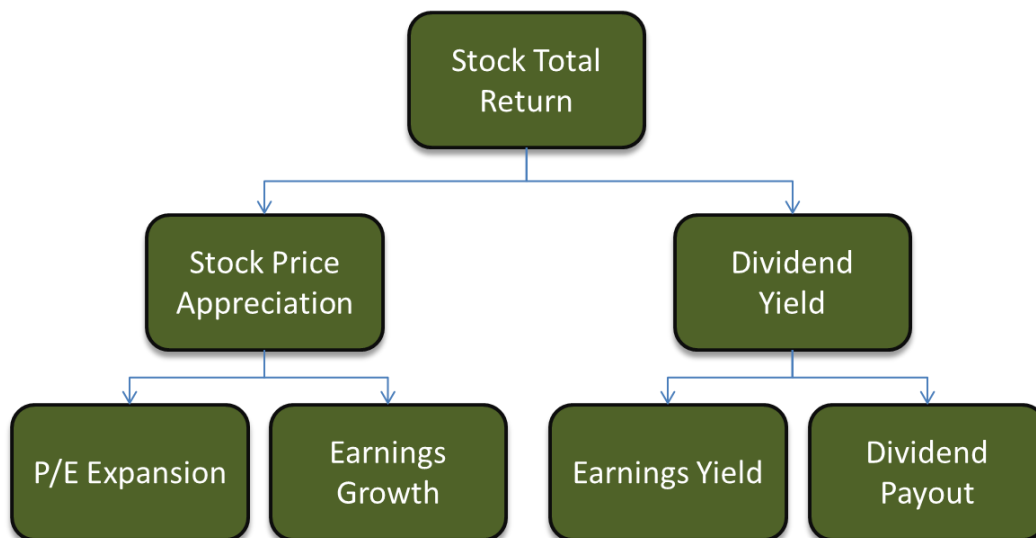 Stock Total
Return
Stock Price
Appreciation
Dividend
Yield
P/E Expansion
Earnings
Growth
Earnings Yield
Dividend
Payout